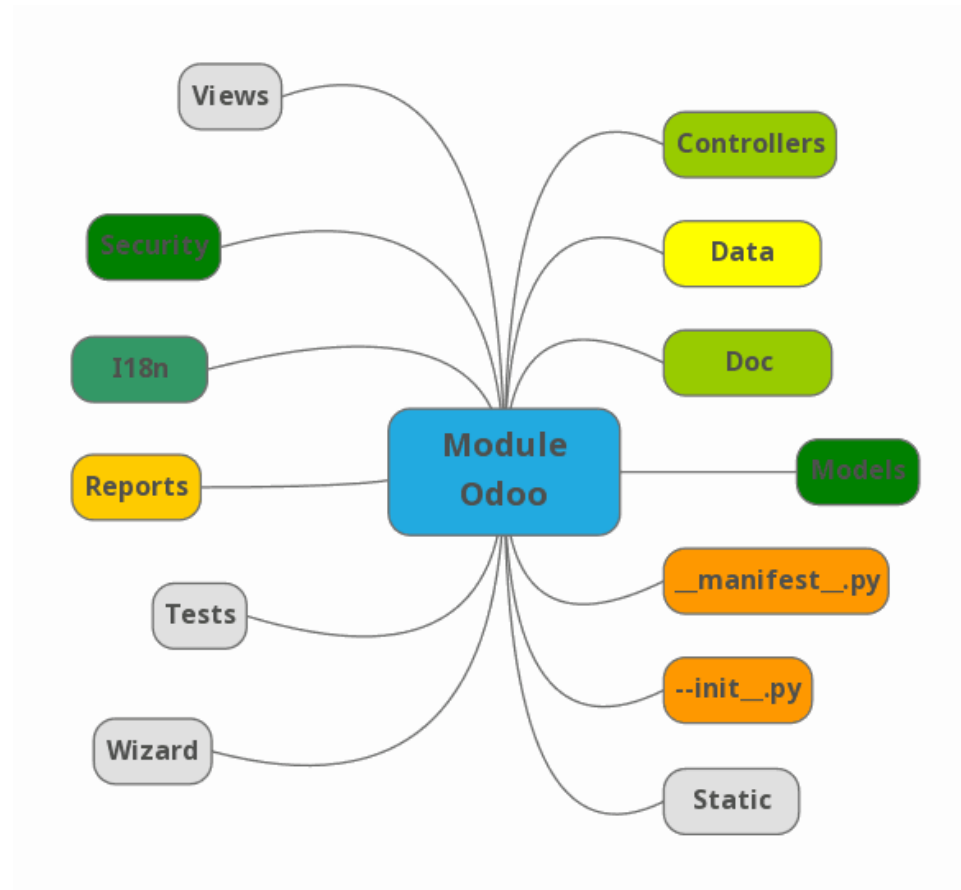 Views
Controllers
Security
Data
I18n
Doc
Module
Odoo
Models
Reports
__manifest__.py
Tests
--init__.py
Wizard
Static